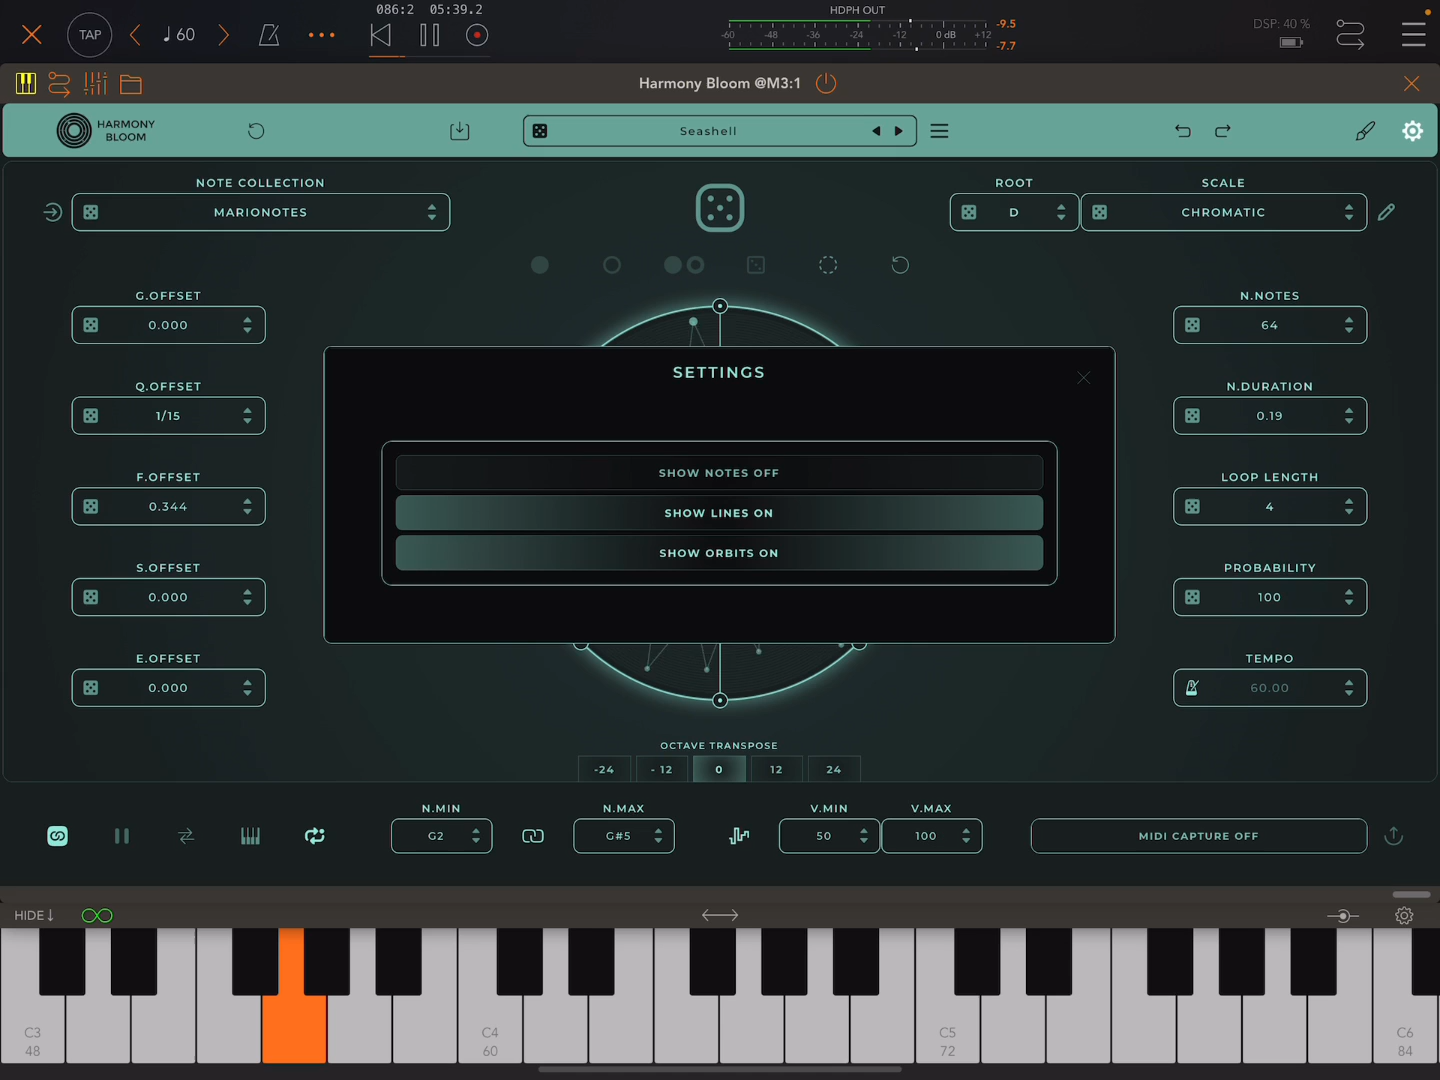 086:2 05:39.2
HDPH OUT
TAP
♩60
-60 -48 -36 -24 -12 0 dB +12
-9.5
-7.7
DSP: 40 %
Harmony Bloom @M3:1
HARMONY
BLOOM
Seashell
NOTE COLLECTION
MARIONOTES
ROOT
D
SCALE
CHROMATIC
G.OFFSET
0.000
N.NOTES
64
SETTINGS
Q.OFFSET
1/15
N.DURATION
0.19
SHOW NOTES OFF
SHOW LINES ON
SHOW ORBITS ON
F.OFFSET
0.344
LOOP LENGTH
4
S.OFFSET
0.000
PROBABILITY
100
E.OFFSET
0.000
TEMPO
60.00
OCTAVE TRANSPOSE
-24 - 12 0 12 24
N.MIN
G2
N.MAX
G#5
V.MIN
50
V.MAX
100
MIDI CAPTURE OFF
HIDE↓
C3
48
C4
60
C5
72
C6
84